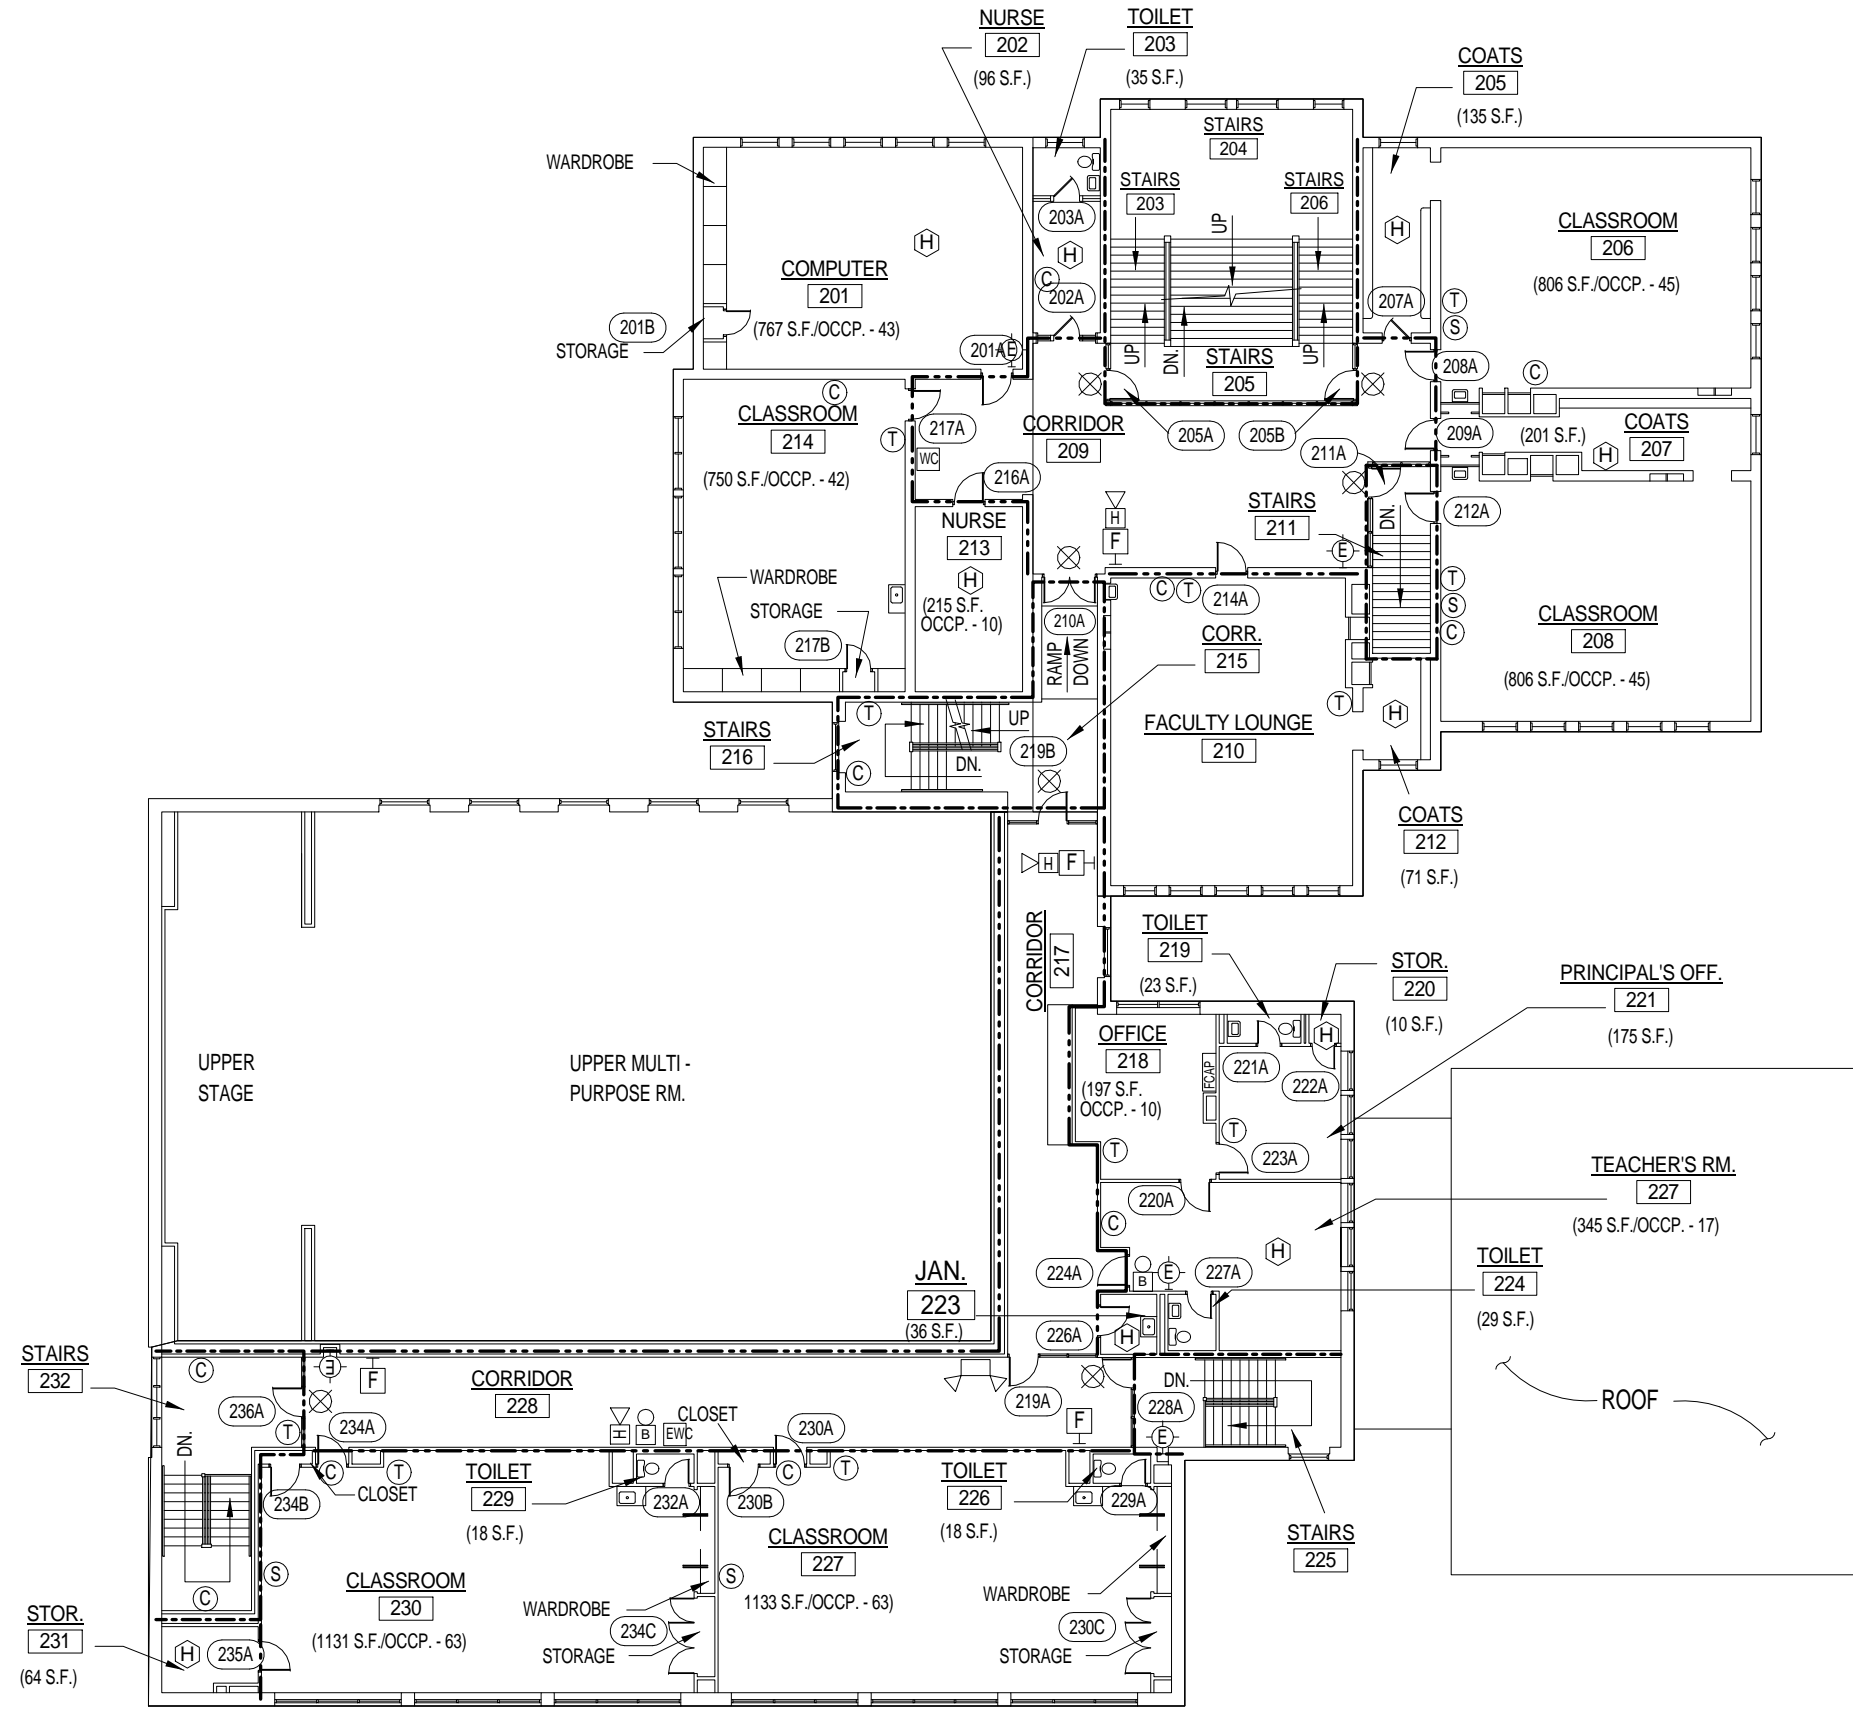 NURSE
202
(96 S.F.)
TOILET
203
(35 S.F.)
COATS
205
(135 S.F.)
STAIRS
204
WARDROBE
STAIRS
203
STAIRS
206
203A
UP
H
H
H
CLASSROOM
206
(806 S.F./OCCP. - 45)
COMPUTER
201
(767 S.F./OCCP. - 43)
C
202A
207A
T
S
201B
STORAGE
201A
E
UP
DN.
UP
STAIRS
205
208A
C
C
CLASSROOM
214
(750 S.F./OCCP. - 42)
217A
T
WC
CORRIDOR
209
205A
205B
209A
(201 S.F.)
COATS
207
H
211A
216A
STAIRS
211
DN.
212A
NURSE
213
H
(215 S.F.
OCCP. - 10)
H
F
E
WARDROBE
STORAGE
217B
C
T
214A
210A
RAMP
DOWN
CORR.
215
T
S
C
CLASSROOM
208
(806 S.F./OCCP. - 45)
T
H
FACULTY LOUNGE
210
STAIRS
216
T
UP
219B
DN.
C
COATS
212
(71 S.F.)
H
F
CORRIDOR
217
TOILET
219
(23 S.F.)
STOR.
220
(10 S.F.)
PRINCIPAL'S OFF.
221
(175 S.F.)
OFFICE
218
(197 S.F.
OCCP. - 10)
FCAP
221A
H
222A
UPPER
STAGE
UPPER MULTI -
PURPOSE RM.
T
T
223A
TEACHER'S RM.
227
(345 S.F./OCCP. - 17)
220A
C
H
TOILET
224
(29 S.F.)
224A
B
E
227A
JAN.
223
(36 S.F.)
226A
H
STAIRS
232
C
E
F
CORRIDOR
228
219A
DN.
228A
ROOF
236A
234A
T
H
B
EWC
CLOSET
230A
F
E
DN.
C
T
CLOSET
234B
TOILET
229
(18 S.F.)
232A
230B
C
T
TOILET
226
(18 S.F.)
229A
STAIRS
225
CLASSROOM
227
1133 S.F./OCCP. - 63)
S
S
CLASSROOM
230
(1131 S.F./OCCP. - 63)
C
WARDROBE
234C
STORAGE
WARDROBE
230C
STORAGE
STOR.
231
(64 S.F.)
H
235A